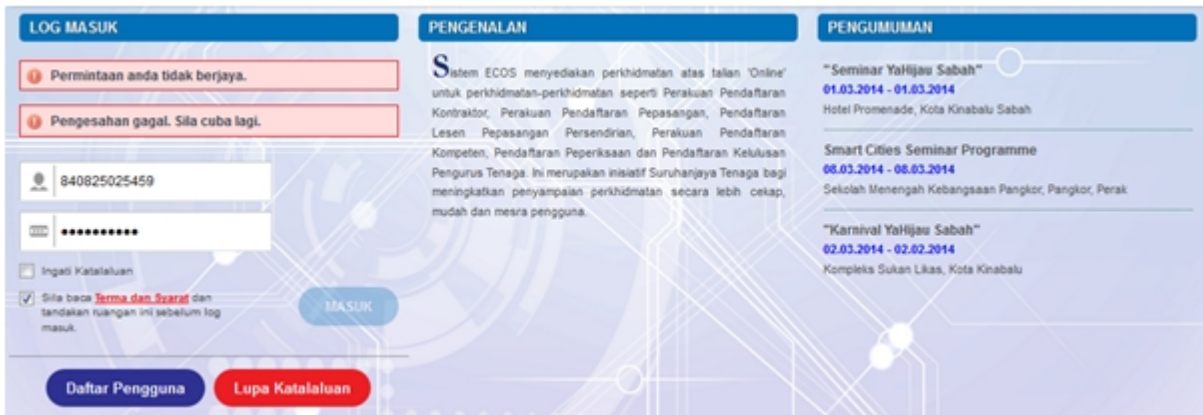 LOG MASUK
Permintaan anda tidak berjaya.
Pengesahan gagal. Sila cuba lagi.
840825025459
••••••••••
Ingati Katalaluan
Sila baca Terma dan Syarat dan
tandakan ruangan ini sebelum log
masuk.
MASUK
Daftar Pengguna
Lupa Katalaluan
PENGENALAN
Sistem ECOS menyediakan perkhidmatan atas talian 'Online'
untuk perkhidmatan-perkhidmatan seperti Perakuan Pendaftaran
Kontraktor, Perakuan Pendaftaran Pepasangan, Pendaftaran
Lesen Pepasangan Persendirian, Perakuan Pendaftaran
Kompeten, Pendaftaran Peperiksaan dan Pendaftaran Kelulusan
Pengurus Tenaga. Ini merupakan inisiatif Suruhanjaya Tenaga bagi
meningkatkan penyampaian perkhidmatan secara lebih cekap,
mudah dan mesra pengguna.
PENGUMUMAN
"Seminar YaHijau Sabah"
01.03.2014 - 01.03.2014
Hotel Promenade, Kota Kinabalu Sabah
Smart Cities Seminar Programme
08.03.2014 - 08.03.2014
Sekolah Menengah Kebangsaan Pangkor, Pangkor, Perak
"Karnival YaHijau Sabah"
02.03.2014 - 02.02.2014
Kompleks Sukan Likas, Kota Kinabalu